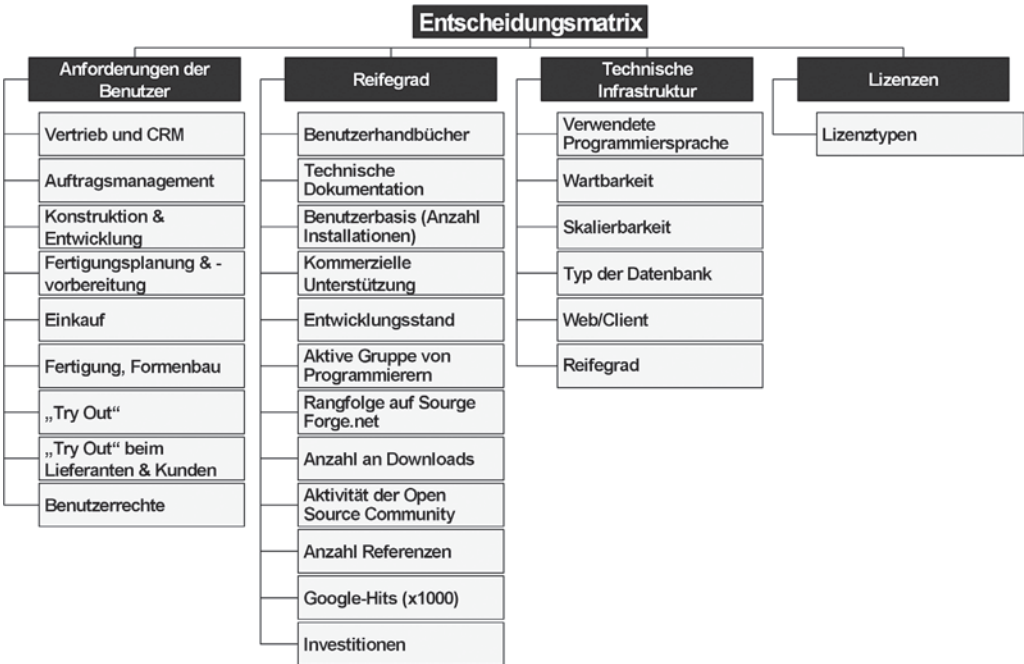 Entscheidungsmatrix
Anforderungen der
Benutzer
Vertrieb und CRM
Auftragsmanagement
Konstruktion &
Entwicklung
Fertigungsplanung & -
vorbereitung
Einkauf
Fertigung, Formenbau
„Try Out“
„Try Out“ beim
Lieferanten & Kunden
Benutzerrechte
Reifegrad
Benutzerhandbücher
Technische
Dokumentation
Benutzerbasis (Anzahl
Installationen)
Kommerzielle
Unterstützung
Entwicklungsstand
Aktive Gruppe von
Programmierern
Rangfolge auf Sourge
Forge.net
Anzahl an Downloads
Aktivität der Open
Source Community
Anzahl Referenzen
Google-Hits (x1000)
Investitionen
Technische
Infrastruktur
Verwendete
Programmiersprache
Wartbarkeit
Skalierbarkeit
Typ der Datenbank
Web/Client
Reifegrad
Lizenzen
Lizenztypen